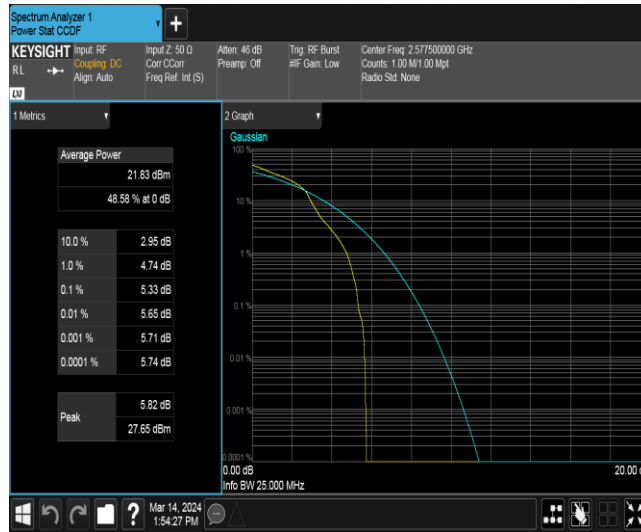 Spectrum Analyzer 1
Power Stat CCDF
+
KEYSIGHT
RL
LXI
Input: RF
Coupling: DC
Align: Auto
Input Z: 50 Ω
Corr CCorr
Freq Ref: Int (S)
Atten: 46 dB
Preamp: Off
Trig: RF Burst
#IF Gain: Low
Center Freq: 2.577500000 GHz
Counts: 1.00 M/1.00 Mpt
Radio Std: None
1 Metrics
Average Power
21.83 dBm
48.58 % at 0 dB
10.0 % 2.95 dB
1.0 % 4.74 dB
0.1 % 5.33 dB
0.01 % 5.65 dB
0.001 % 5.71 dB
0.0001 % 5.74 dB
Peak
5.82 dB
27.65 dBm
2 Graph
Gaussian
100 %
10 %
1 %
0.1 %
0.01 %
0.001 %
0.0001 %
0.00 dB
20.00
Info BW 25.000 MHz
?
Mar 14, 2024
1:54:27 PM